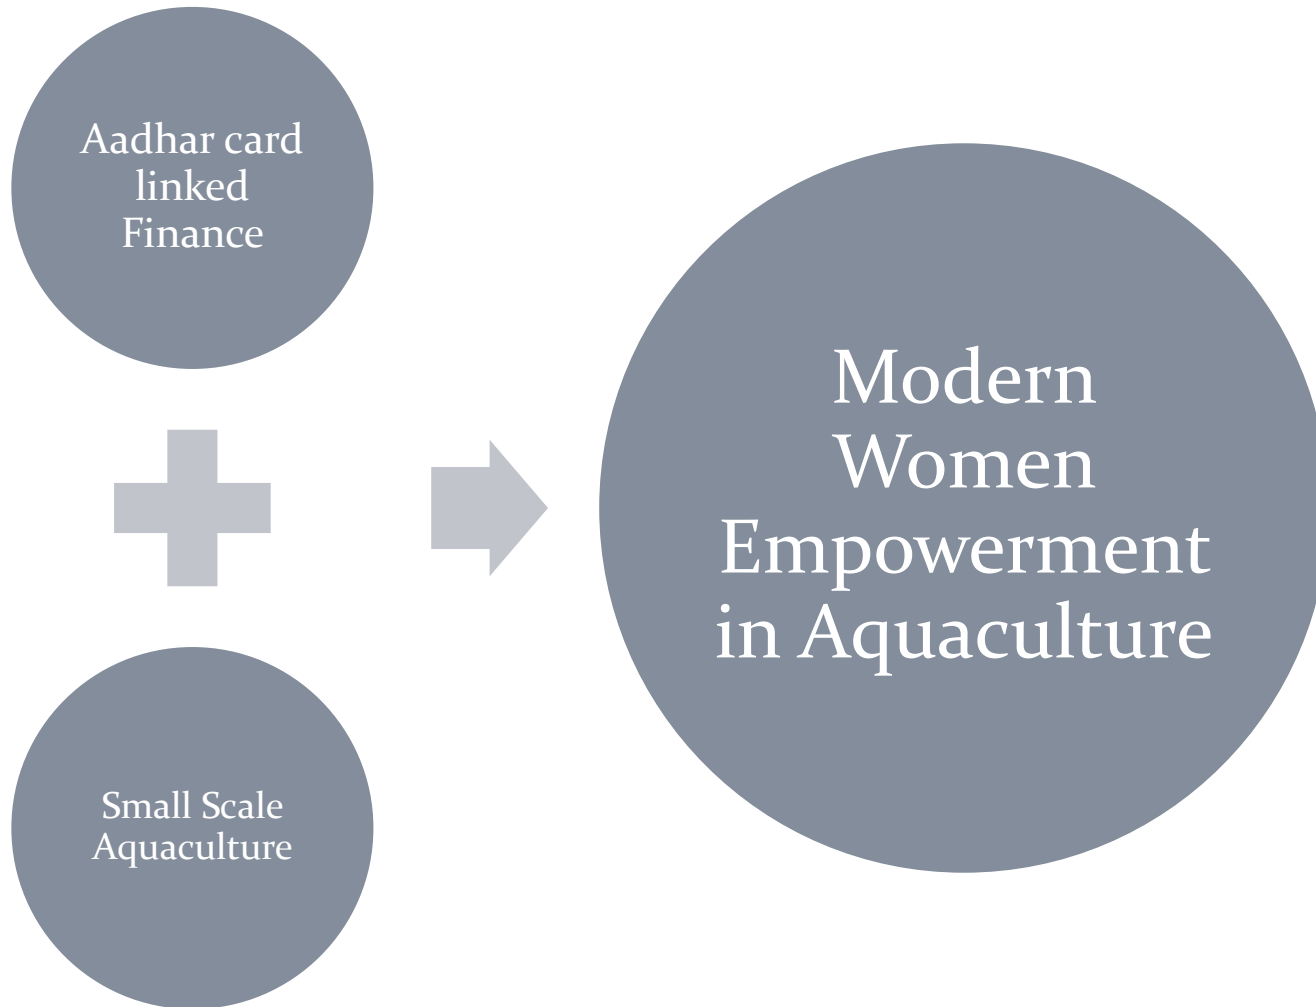 Aadhar card
linked
Finance
Small Scale
Aquaculture
Modern
Women
Empowerment
in Aquaculture